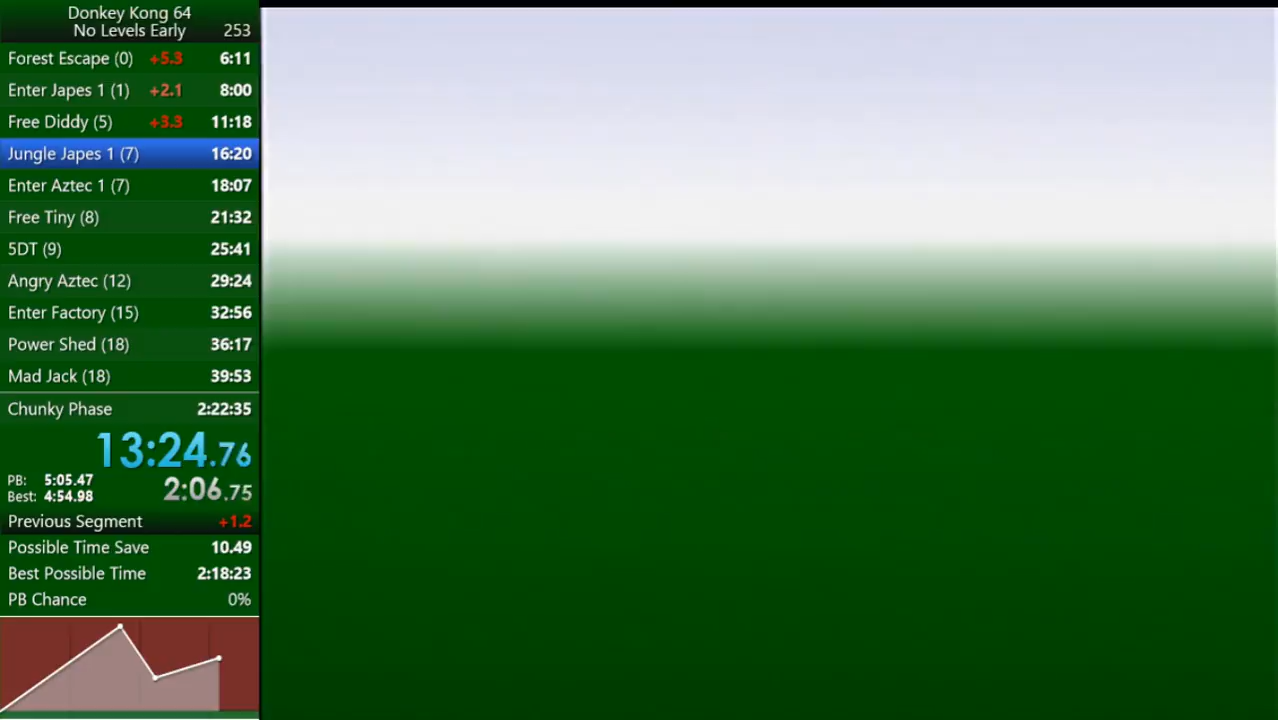 Donkey Kong 64
No Levels Early 253
Forest Escape (0) +5.3 6:11
Enter Japes 1 (1) +2.1 8:00
Free Diddy (5) +3.3 11:18
Jungle Japes 1 (7) 16:20
Enter Aztec 1 (7) 18:07
Free Tiny (8) 21:32
5DT (9) 25:41
Angry Aztec (12) 29:24
Enter Factory (15) 32:56
Power Shed (18) 36:17
Mad Jack (18) 39:53
Chunky Phase 2:22:35
13:24.76
PB: 5:05.47
Best: 4:54.98
2:06.75
Previous Segment +1.2
Possible Time Save 10.49
Best Possible Time 2:18:23
PB Chance 0%